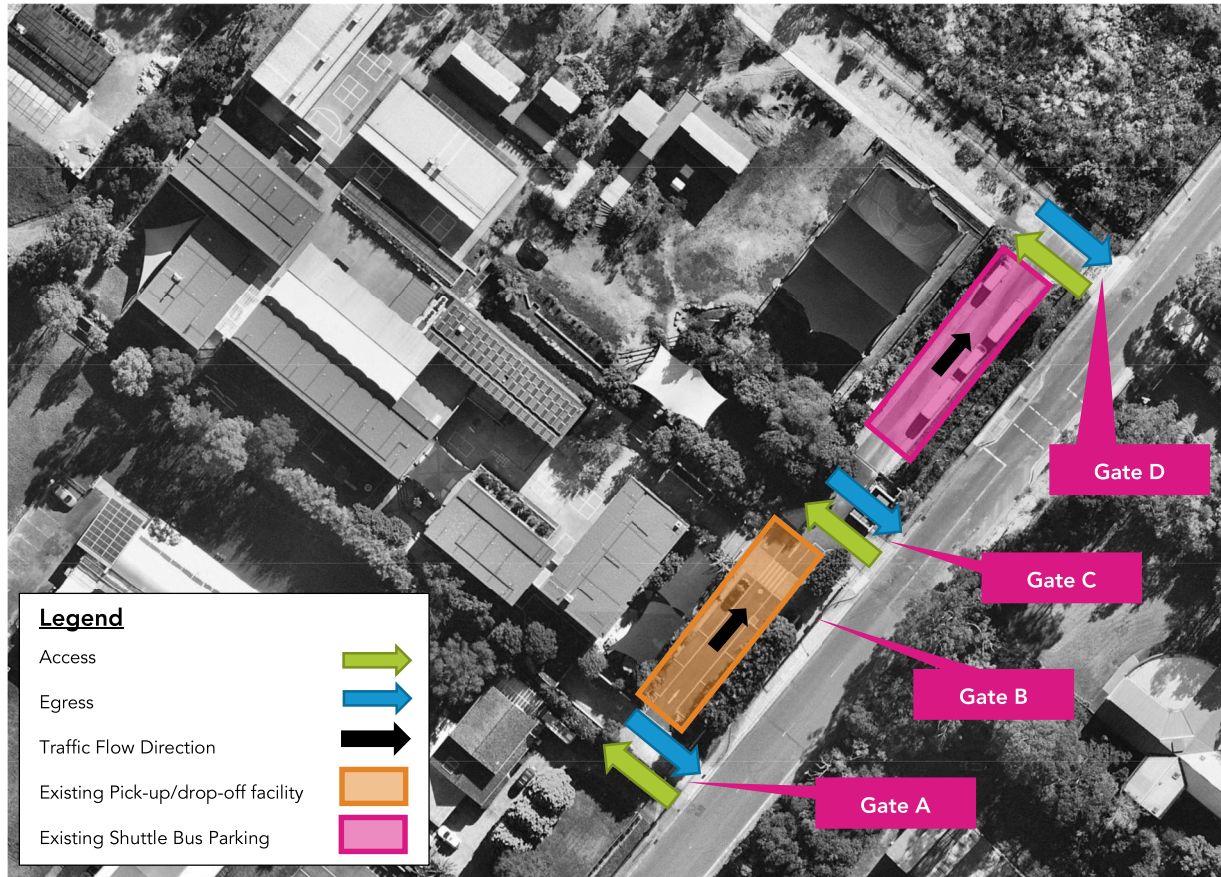 Gate D
Gate C
Gate B
Gate A
Legend
Access
Egress
Traffic Flow Direction
Existing Pick-up/drop-off facility
Existing Shuttle Bus Parking